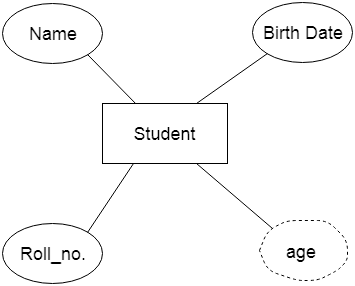 Name
Birth Date
Student
Roll_no.
age